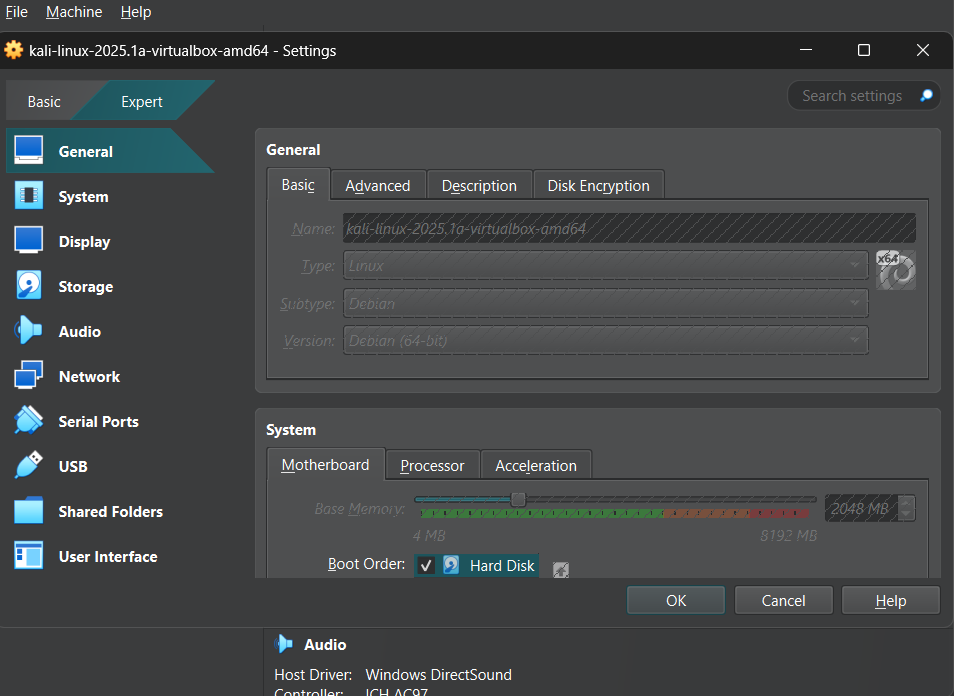 File Machine Help
kali-linux-2025.1a-virtualbox-amd64 - Settings
Basic Expert
Search settings
General
System
Display
Storage
Audio
Network
Serial Ports
USB
Shared Folders
User Interface
General
Basic Advanced Description Disk Encryption
Name: kali-linux-2025.1a-virtualbox-amd64
Type: Linux
x64
Subtype: Debian
Version: Debian (64-bit)
System
Motherboard Processor Acceleration
Base Memory: 2048 MB
4 MB 8192 MB
Boot Order: Hard Disk
OK Cancel Help
Audio
Host Driver: Windows DirectSound
Controller: ICH AC97